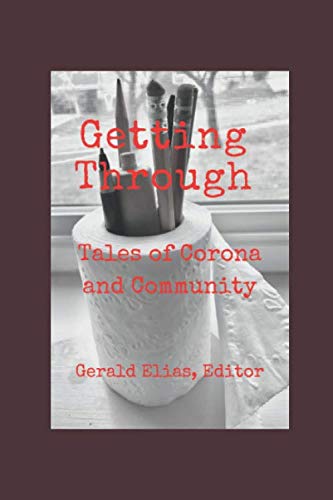 Getting
Through
Tales of Corona
and Community
Gerald Elias, Editor